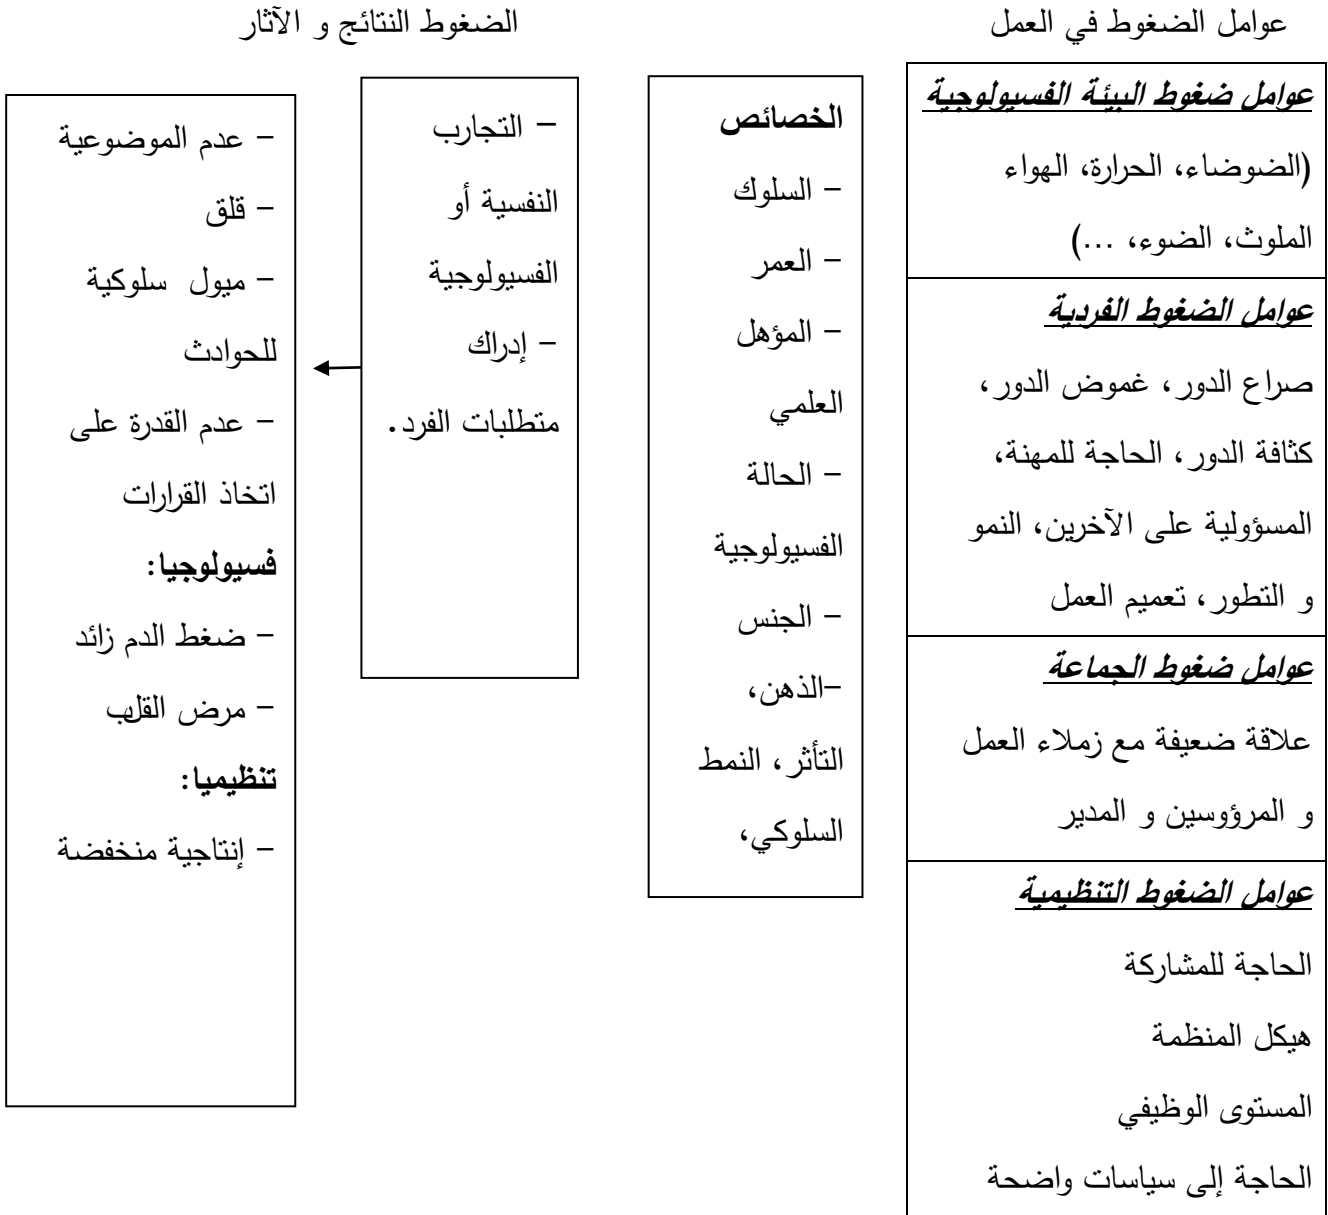 عوامل الضغوط في العمل
الضغوط النتائج و الآثار
عوامل ضغوط البيئة الفسيولوجية
(الضوضاء، الحرارة، الهواء
الملوث، الضوء، ...)
عوامل الضغوط الفردية
صراع الدور، غموض الدور،
كثافة الدور، الحاجة للمهنة،
المسؤولية على الآخرين، النمو
و التطور، تعميم العمل
عوامل ضغوط الجماعة
علاقة ضعيفة مع زملاء العمل
و المرؤوسين و المدير
عوامل الضغوط التنظيمية
الحاجة للمشاركة
هيكل المنظمة
المستوى الوظيفي
الحاجة إلى سياسات واضحة
الخصائص
- السلوك
- العمر
- المؤهل
العلمي
- الحالة
الفسيولوجية
- الجنس
-الذهن،
التأثر، النمط
السلوكي،
- التجارب
النفسية أو
الفسيولوجية
- إدراك
متطلبات الفرد.
- عدم الموضوعية
- قلق
- ميول سلوكية
للحوادث
- عدم القدرة على
اتخاذ القرارات
فسيولوجيا:
- ضغط الدم زائد
- مرض القلب
تنظيميا:
- إنتاجية منخفضة